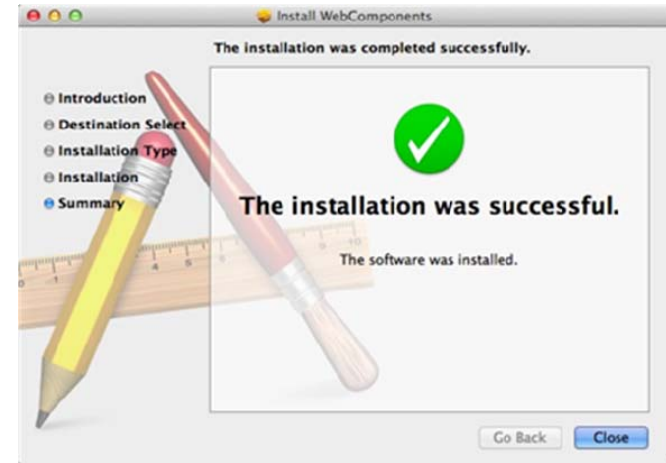 Install WebComponents
The installation was completed successfully.
Introduction
Destination Select
Installation Type
Installation
Summary
The installation was successful.
The software was installed.
Go Back
Close